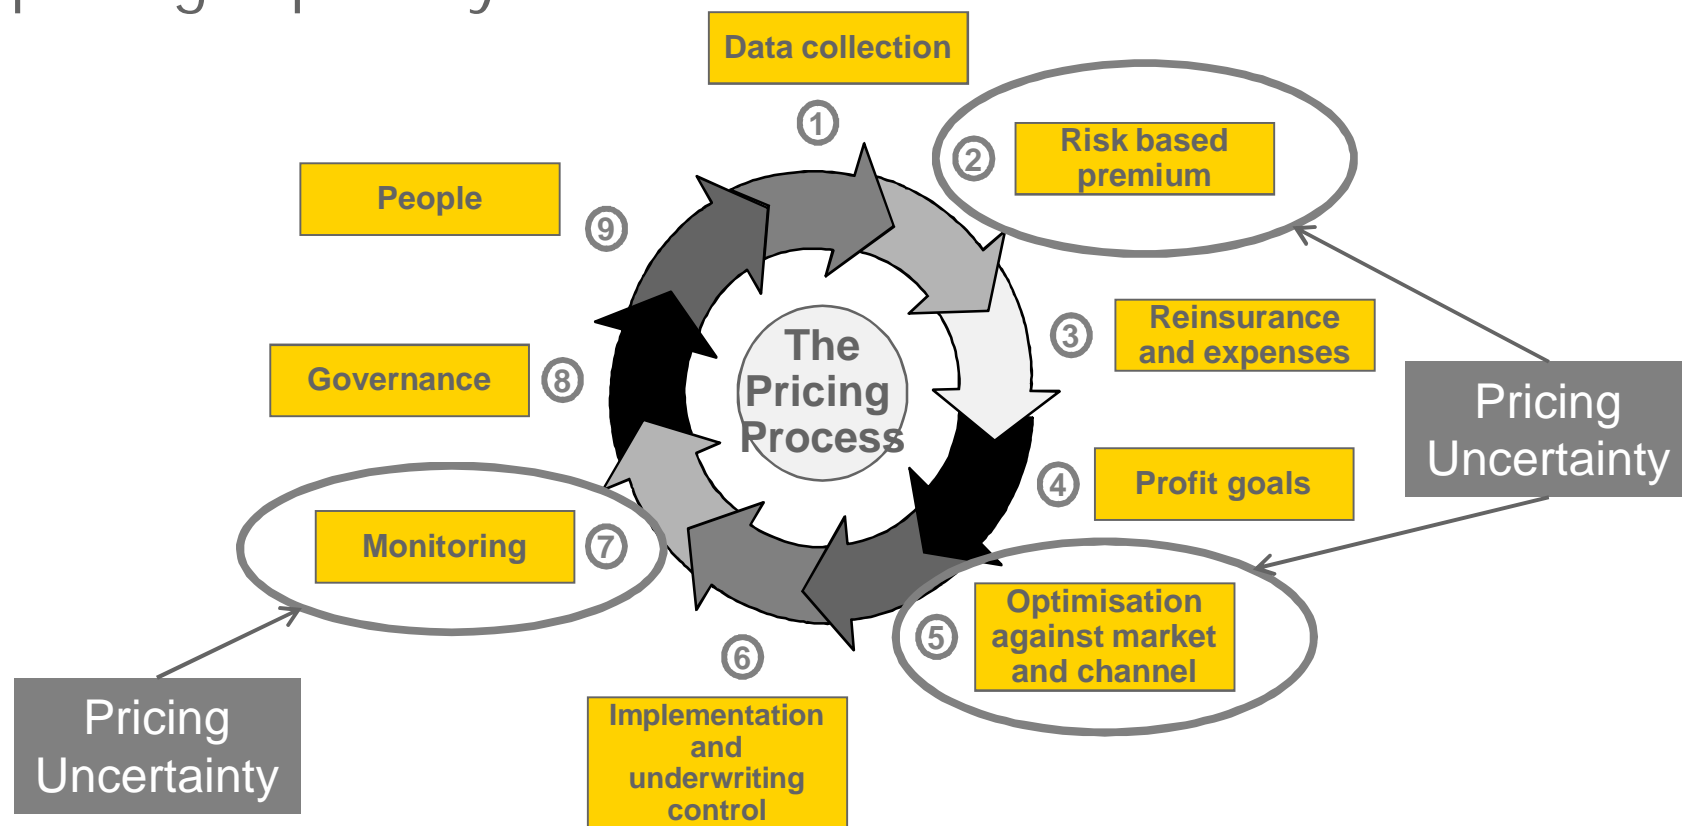 Data collection
1
2
Risk based
premium
People
9
Reinsurance
and expenses
3
The
Pricing
Process
Governance
8
Pricing
Uncertainty
4
Profit goals
Monitoring
7
5
Optimisation
against market
and channel
6
Implementation
and
underwriting
control
Pricing
Uncertainty